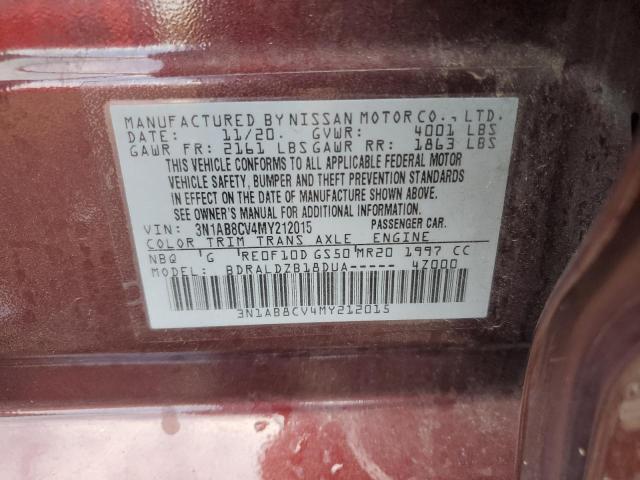 MANUFACTURED BY NISSAN MOTOR CO., LTD.
DATE: 11/20. GVWR: 4001 LBS
GAWR FR: 2161 LBS GAWR RR: 1863 LBS
THIS VEHICLE CONFORMS TO ALL APPLICABLE FEDERAL MOTOR
VEHICLE SAFETY, BUMPER AND THEFT PREVENTION STANDARDS
IN EFFECT ON THE DATE OF MANUFACTURE SHOWN ABOVE.
SEE OWNER'S MANUAL FOR ADDITIONAL INFORMATION.
VIN: 3N1AB8CV4MY212015 PASSENGER CAR.
COLOR TRIM TRANS AXLE ENGINE
NBQ 'G 'RE0F10D GS50 MR20 1997 CC
MODEL: BDRALDZB18DUA----- 4Z000
3N1AB8CV4MY212015